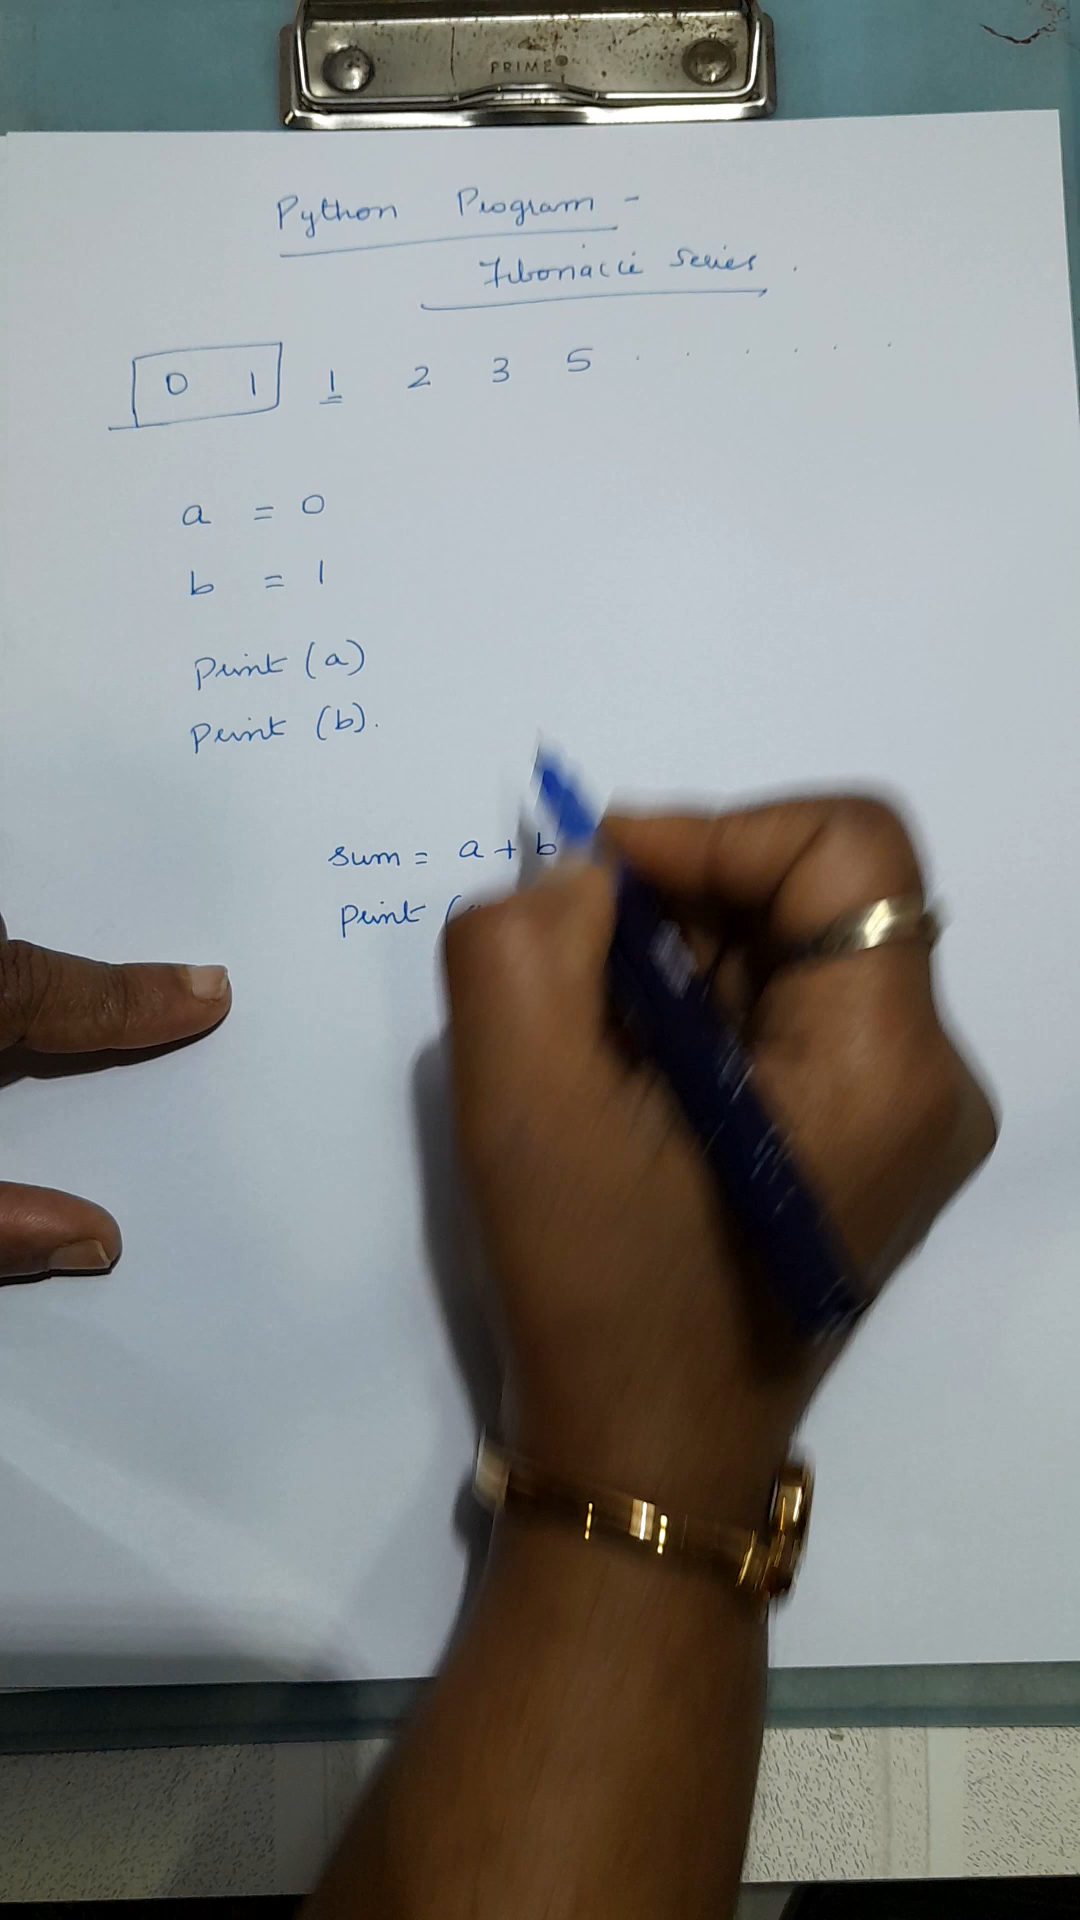 PRIME
Python Program -
Fibonacci Series .
0 1 1 2 3 5 . . . . . .
a = 0
b = 1
print (a)
print (b).
sum = a + b
print (